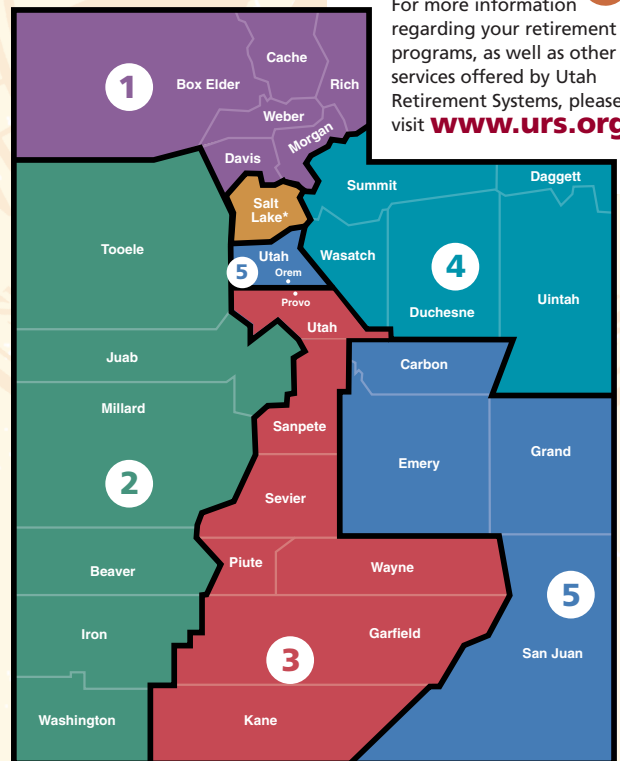 For more information
regarding your retirement
programs, as well as other
services offered by Utah
Retirement Systems, please
visit www.urs.org
Cache
1
Box Elder
Rich
Weber
Morgan
Davis
Summit
Daggett
Salt
Lake*
Tooele
Utah
Wasatch
5
Orem
4
Provo
Uintah
Duchesne
Utah
Juab
Carbon
Millard
Sanpete
Grand
Emery
2
Sevier
Piute
Wayne
Beaver
5
Iron
Garfield
3
San Juan
Washington
Kane